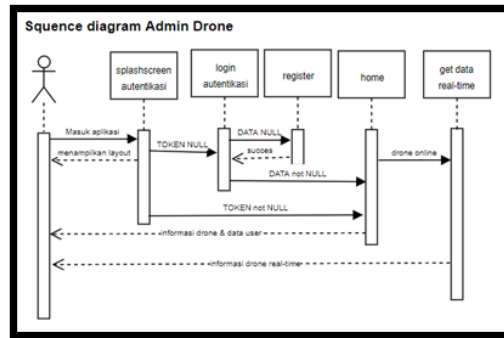 Squence diagram Admin Drone
splashscreen
autentikasi
login
autentikasi
register
home
get data
real-time
Masuk aplikasi
menampilkan layout
TOKEN NULL
DATA NULL
succes
DATA not NULL
drone online
TOKEN not NULL
informasi drone & data user
informasi drone real-time